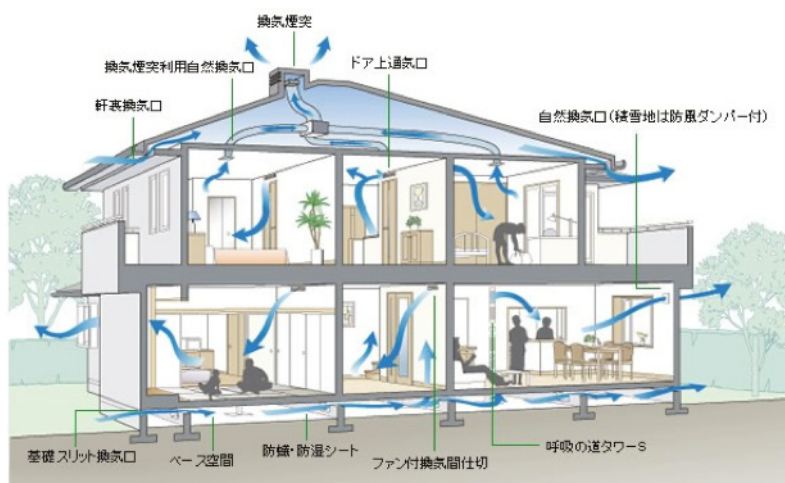 換気煙突
換気煙突利用自然換気口
ドア上通気口
軒裏換気口
自然換気口(積雪地は防風ダンパー付)
基礎スリット換気口
ベース空間
防蟻・防湿シート
ファン付換気間仕切
呼吸の道タワーS